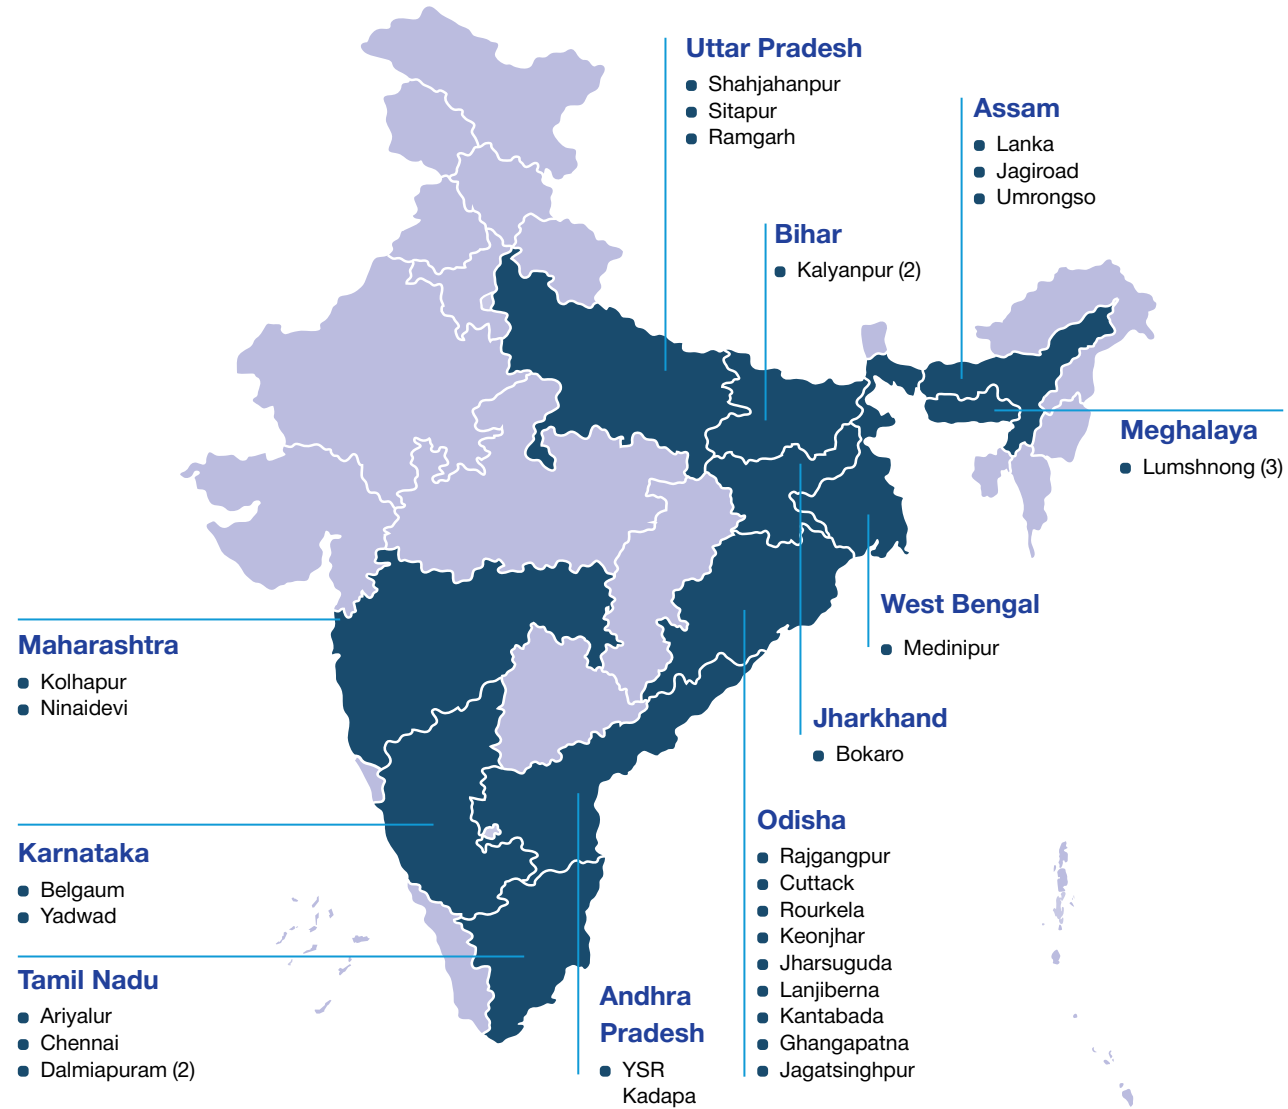 Uttar Pradesh
Shahjahanpur
Sitapur
Ramgarh
Assam
Lanka
Jagiroad
Umrongso
Bihar
Kalyanpur (2)
Meghalaya
Lumshnong (3)
West Bengal
Medinipur
Maharashtra
Kolhapur
Ninaidevi
Jharkhand
Bokaro
Karnataka
Belgaum
Yadwad
Odisha
Rajgangpur
Cuttack
Rourkela
Keonjhar
Jharsuguda
Lanjiberna
Kantabada
Ghangapatna
Jagatsinghpur
Tamil Nadu
Ariyalur
Chennai
Dalmiapuram (2)
Andhra
Pradesh
YSR
Kadapa